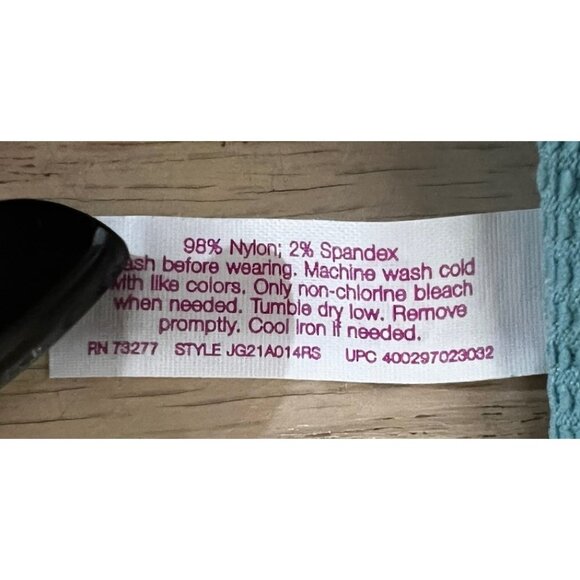 98% Nylon; 2% Spandex
ash before wearing. Machine wash cold
with like colors. Only non-chlorine bleach
when needed. Tumble dry low. Remove
promptly. Cool Iron if needed.
RN 73277 STYLE JG21A014RS UPC 400297023032